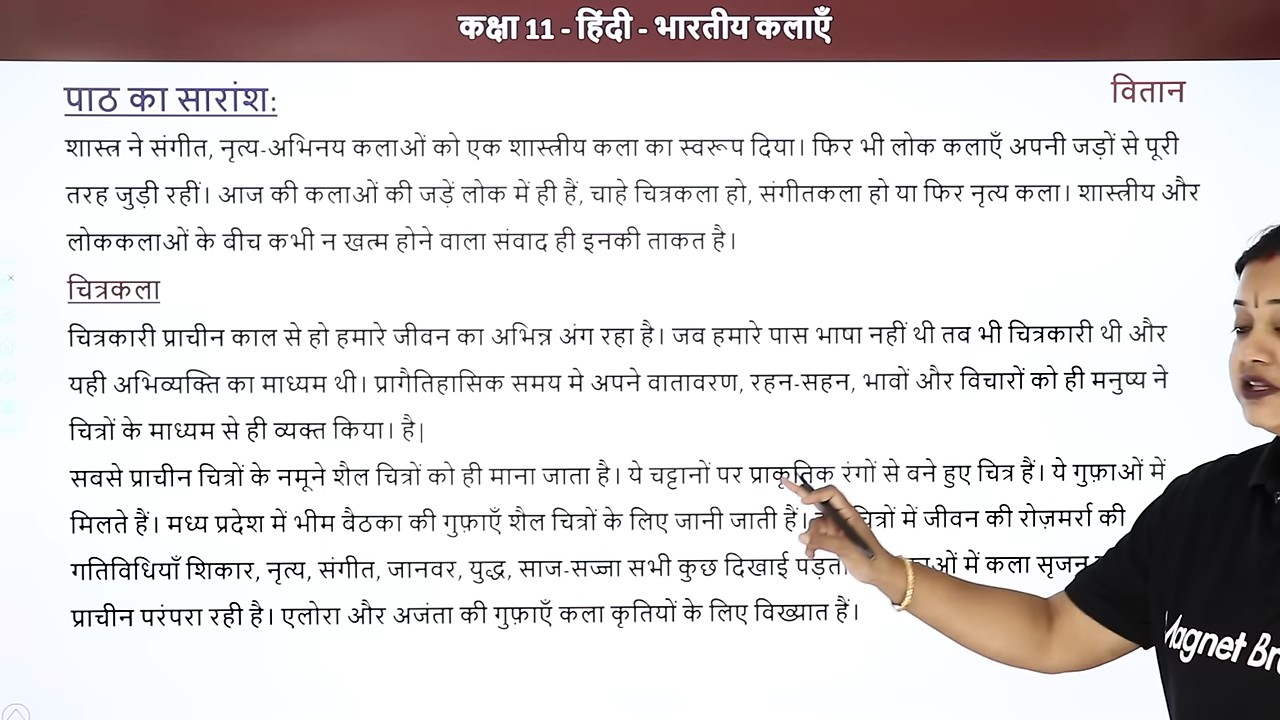 कक्षा 11 - हिंदी - भारतीय कलाएँ
पाठ का सारांश:
वितान
शास्त्र ने संगीत, नृत्य-अभिनय कलाओं को एक शास्त्रीय कला का स्वरूप दिया। फिर भी लोक कलाएँ अपनी जड़ों से पूरी
तरह जुड़ी रहीं। आज की कलाओं की जड़ें लोक में ही हैं, चाहे चित्रकला हो, संगीतकला हो या फिर नृत्य कला। शास्त्रीय और
लोककलाओं के बीच कभी न खत्म होने वाला संवाद ही इनकी ताकत है।
चित्रकला
चित्रकारी प्राचीन काल से हो हमारे जीवन का अभिन्न अंग रहा है। जब हमारे पास भाषा नहीं थी तब भी चित्रकारी थी और
यही अभिव्यक्ति का माध्यम थी। प्रागैतिहासिक समय मे अपने वातावरण, रहन-सहन, भावों और विचारों को ही मनुष्य ने
चित्रों के माध्यम से ही व्यक्त किया। है|
सबसे प्राचीन चित्रों के नमूने शैल चित्रों को ही माना जाता है। ये चट्टानों पर प्राकृतिक रंगों से वने हुए चित्र हैं। ये गुफ़ाओं में
मिलते हैं। मध्य प्रदेश में भीम बैठका की गुफ़ाएँ शैल चित्रों के लिए जानी जाती हैं। चित्रों में जीवन की रोज़मर्रा की
गतिविधियाँ शिकार, नृत्य, संगीत, जानवर, युद्ध, साज-सज्जा सभी कुछ दिखाई में कला सृजन
प्राचीन परंपरा रही है। एलोरा और अजंता की गुफ़ाएँ कला कृतियों के लिए विख्यात हैं।
Magnet